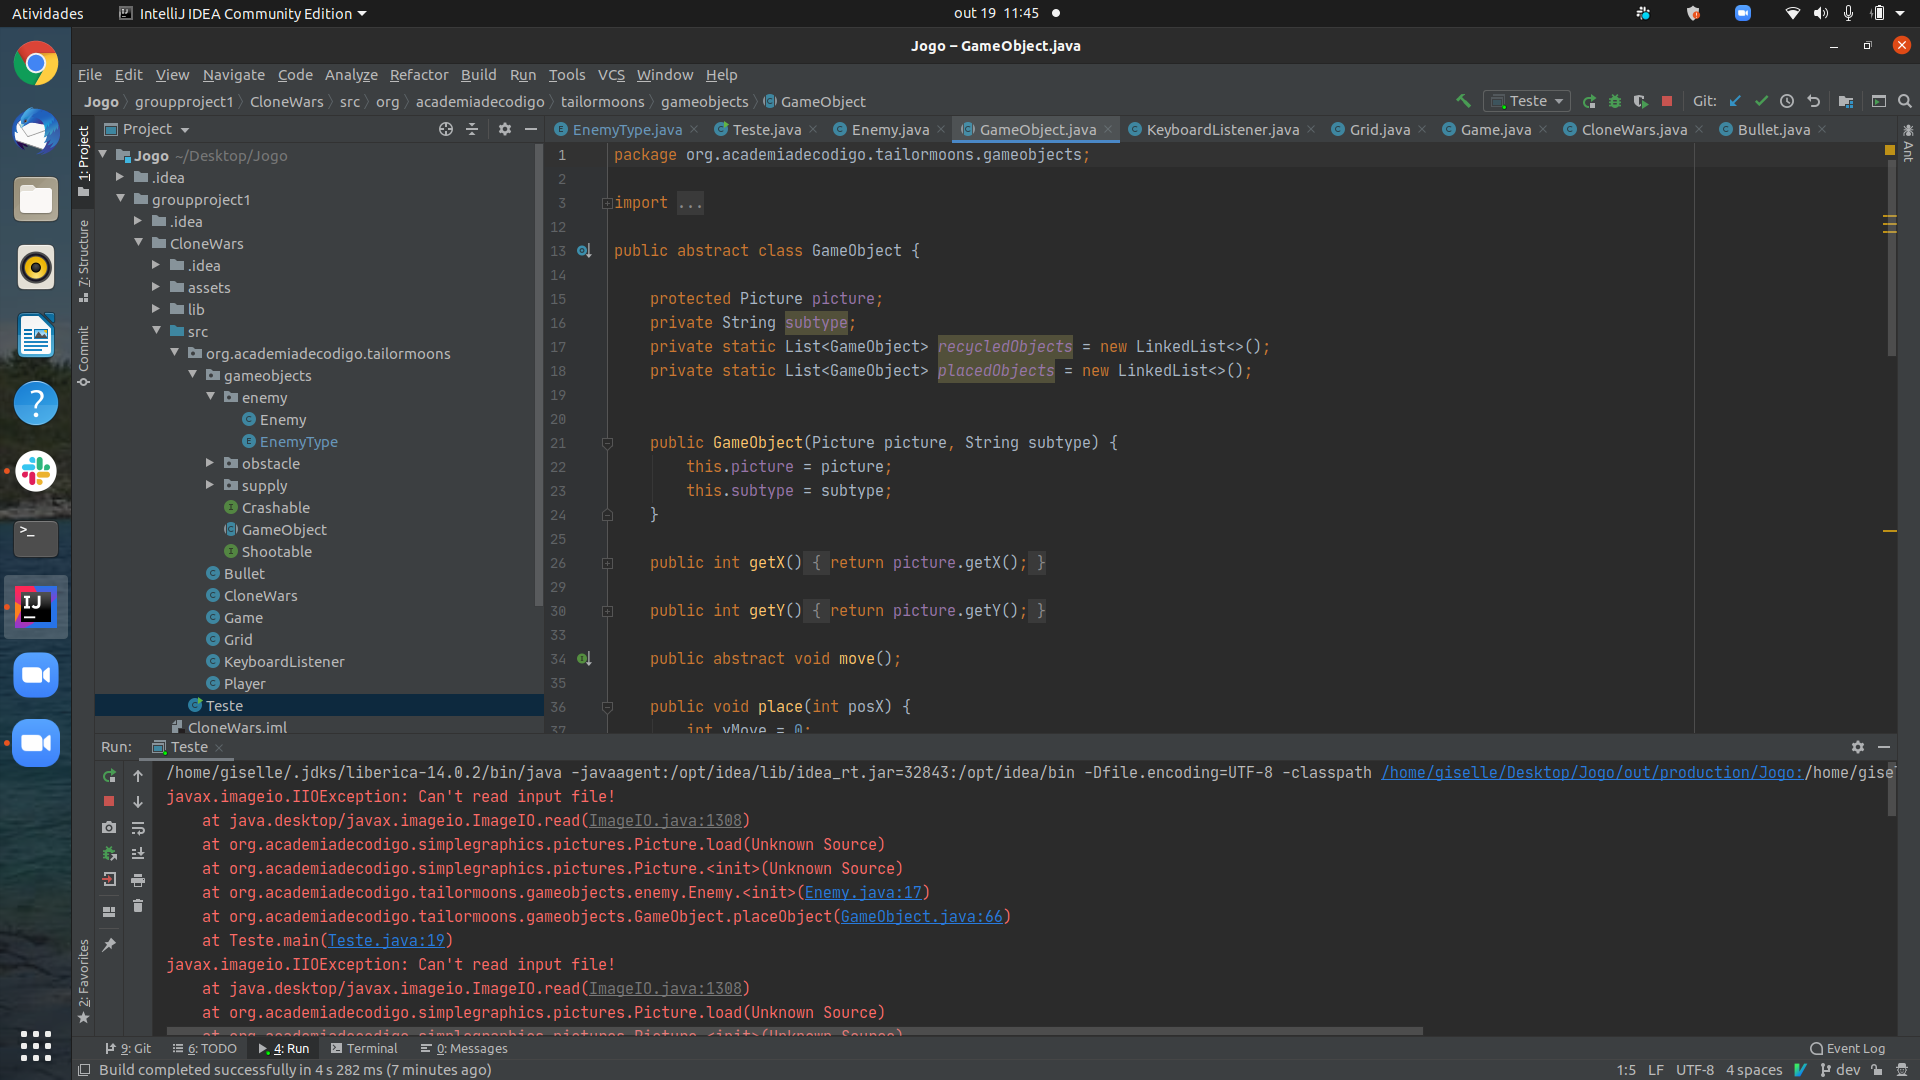 Atividades
IntelliJ IDEA Community Edition
out 19 11:45
Jogo – GameObject.java
File Edit View Navigate Code Analyze Refactor Build Run Tools VCS Window Help
Jogo groupproject1 CloneWars src org academiadecodigo tailormoons gameobjects GameObject
Teste
Git:
Project
EnemyType.java Teste.java Enemy.java GameObject.java KeyboardListener.java Grid.java Game.java CloneWars.java Bullet.java
1: Project
7: Structure
Commit
2: Favorites
Ant
Jogo ~/Desktop/Jogo
.idea
groupproject1
.idea
CloneWars
.idea
assets
lib
src
org.academiadecodigo.tailormoons
gameobjects
enemy
Enemy
EnemyType
obstacle
supply
Crashable
GameObject
Shootable
Bullet
CloneWars
Game
Grid
KeyboardListener
Player
Teste
CloneWars.iml
1 package org.academiadecodigo.tailormoons.gameobjects;
2
3 import ...
12
13 public abstract class GameObject {
14
15 protected Picture picture;
16 private String subtype;
17 private static List<GameObject> recycledObjects = new LinkedList<>();
18 private static List<GameObject> placedObjects = new LinkedList<>();
19
20
21 public GameObject(Picture picture, String subtype) {
22 this.picture = picture;
23 this.subtype = subtype;
24 }
25
26 public int getX() { return picture.getX(); }
29
30 public int getY() { return picture.getY(); }
33
34 public abstract void move();
35
36 public void place(int posX) {
37 int yMove = 0;
Run: Teste
/home/giselle/.jdks/liberica-14.0.2/bin/java -javaagent:/opt/idea/lib/idea_rt.jar=32843:/opt/idea/bin -Dfile.encoding=UTF-8 -classpath /home/giselle/Desktop/Jogo/out/production/Jogo:/home/gise
javax.imageio.IIOException: Can't read input file!
at java.desktop/javax.imageio.ImageIO.read(ImageIO.java:1308)
at org.academiadecodigo.simplegraphics.pictures.Picture.load(Unknown Source)
at org.academiadecodigo.simplegraphics.pictures.Picture.<init>(Unknown Source)
at org.academiadecodigo.tailormoons.gameobjects.enemy.Enemy.<init>(Enemy.java:17)
at org.academiadecodigo.tailormoons.gameobjects.GameObject.placeObject(GameObject.java:66)
at Teste.main(Teste.java:19)
javax.imageio.IIOException: Can't read input file!
at java.desktop/javax.imageio.ImageIO.read(ImageIO.java:1308)
at org.academiadecodigo.simplegraphics.pictures.Picture.load(Unknown Source)
at org.academiadecodigo.simplegraphics.pictures.Picture.<init>(Unknown Source)
9: Git 6: TODO 4: Run Terminal 0: Messages
Event Log
Build completed successfully in 4 s 282 ms (7 minutes ago)
1:5 LF UTF-8 4 spaces dev